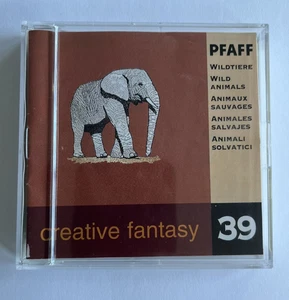 PFAFF
WILDTIERE
WILD
ANIMALS
ANIMAUX
SAUVAGES
ANIMALES
SALVAJES
ANIMALI
SOLVATICI
creative fantasy 39